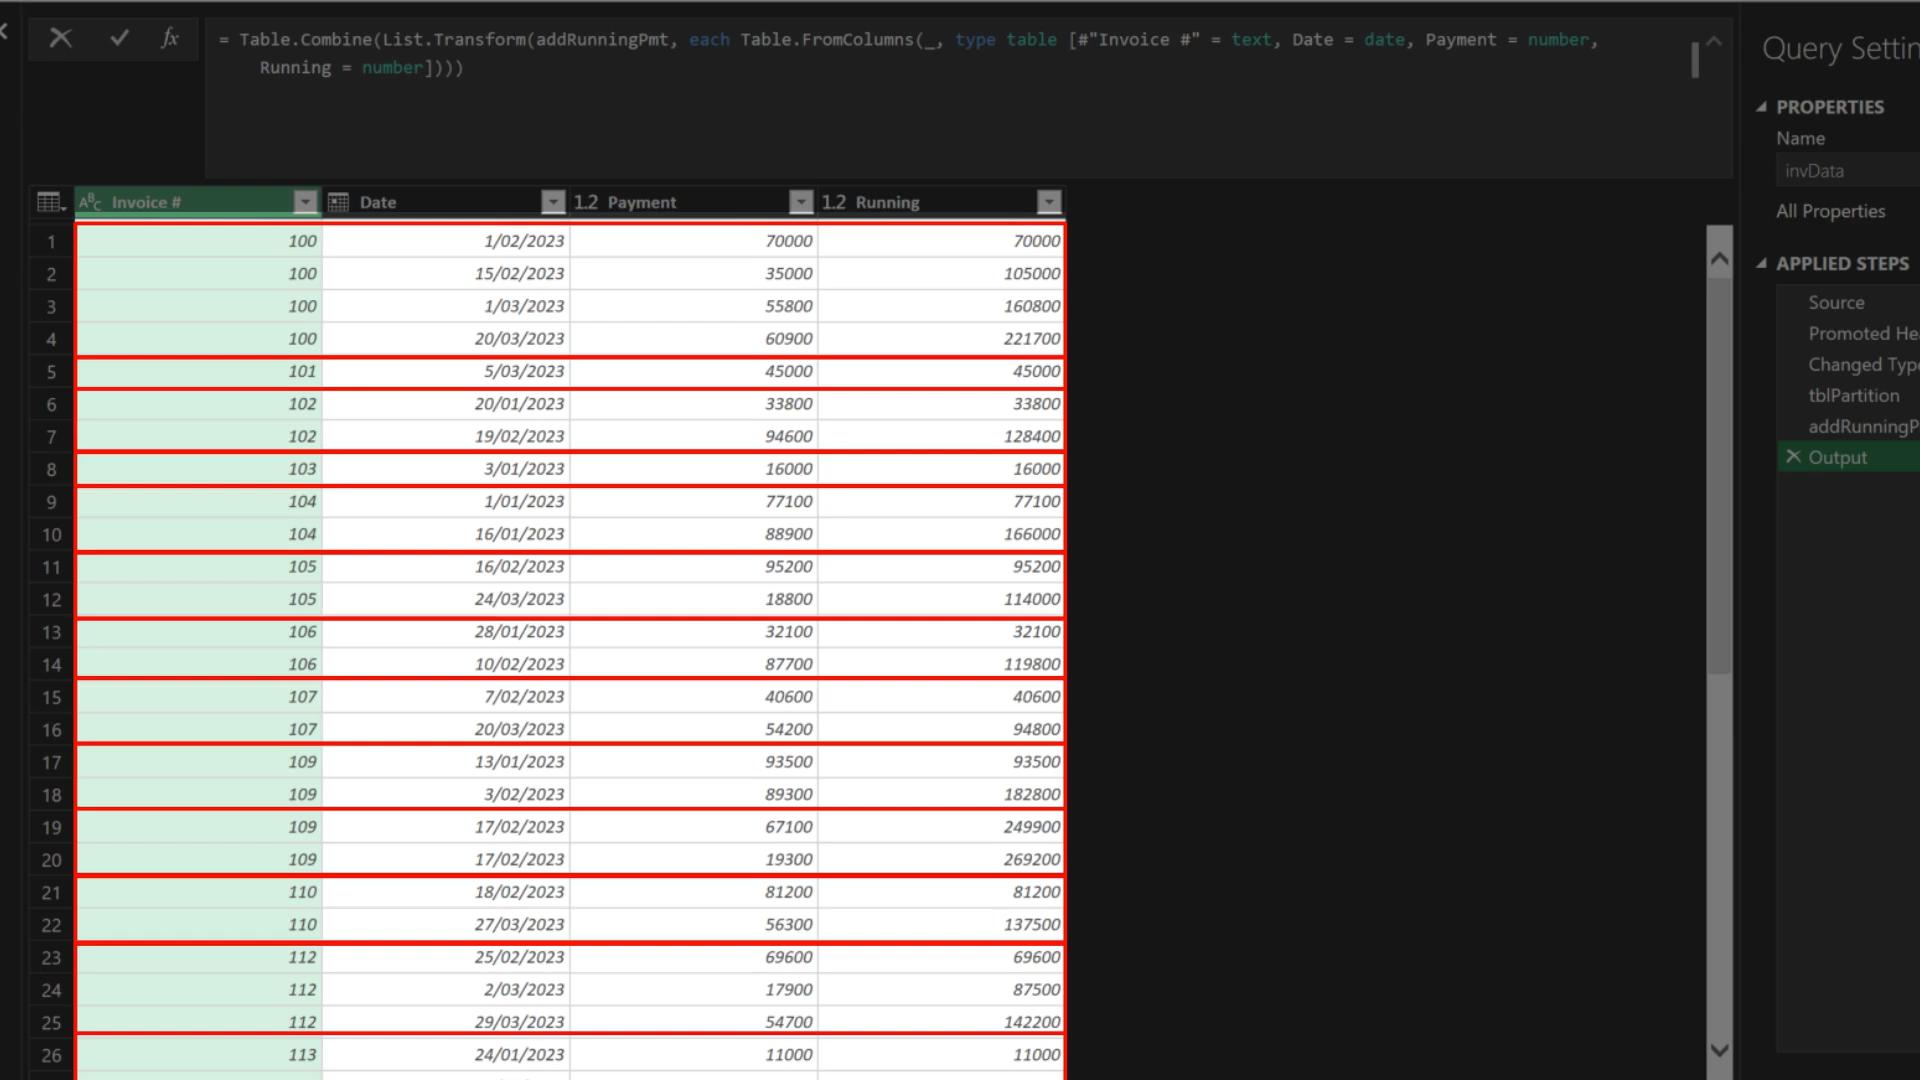 = Table.Combine(List.Transform(addRunningPmt, each Table.FromColumns(_, type table [#"Invoice #" = text, Date = date, Payment = number,
Running = number])))
Query Settin
PROPERTIES
Name
invData
All Properties
APPLIED STEPS
Source
Promoted He
Changed Type
tblPartition
addRunningP
Output
Invoice # Date 1.2 Payment 1.2 Running
1 100 1/02/2023 70000 70000
2 100 15/02/2023 35000 105000
3 100 1/03/2023 55800 160800
4 100 20/03/2023 60900 221700
5 101 5/03/2023 45000 45000
6 102 20/01/2023 33800 33800
7 102 19/02/2023 94600 128400
8 103 3/01/2023 16000 16000
9 104 1/01/2023 77100 77100
10 104 16/01/2023 88900 166000
11 105 16/02/2023 95200 95200
12 105 24/03/2023 18800 114000
13 106 28/01/2023 32100 32100
14 106 10/02/2023 87700 119800
15 107 7/02/2023 40600 40600
16 107 20/03/2023 54200 94800
17 109 13/01/2023 93500 93500
18 109 3/02/2023 89300 182800
19 109 17/02/2023 67100 249900
20 109 17/02/2023 19300 269200
21 110 18/02/2023 81200 81200
22 110 27/03/2023 56300 137500
23 112 25/02/2023 69600 69600
24 112 2/03/2023 17900 87500
25 112 29/03/2023 54700 142200
26 113 24/01/2023 11000 11000